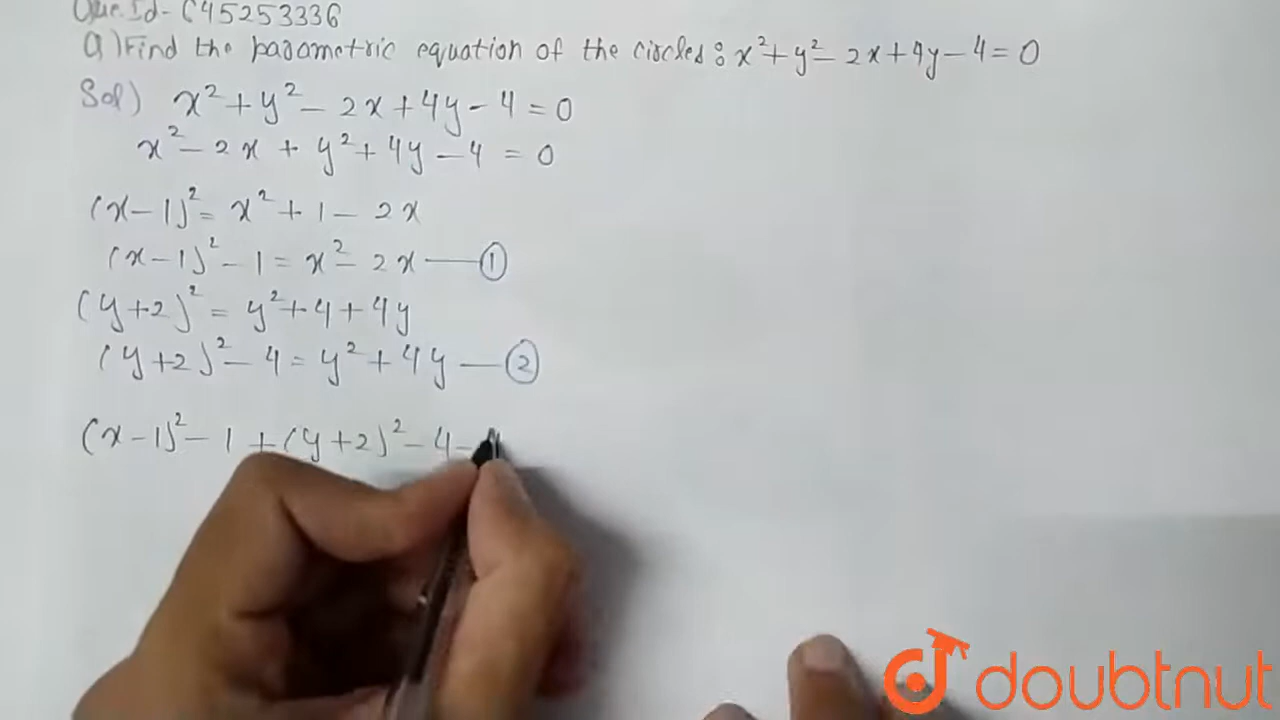 Que. Id - 645253336
Q) Find the parametric equation of the circles : x² + y² - 2x + 4y - 4 = 0
Sol) x² + y² - 2x + 4y - 4 = 0
x² - 2x + y² + 4y - 4 = 0
(x - 1)² = x² + 1 - 2x
(x - 1)² - 1 = x² - 2x — ①
(y + 2)² = y² + 4 + 4y
(y + 2)² - 4 = y² + 4y — ②
(x - 1)² - 1 + (y + 2)² - 4 -
doubtnut